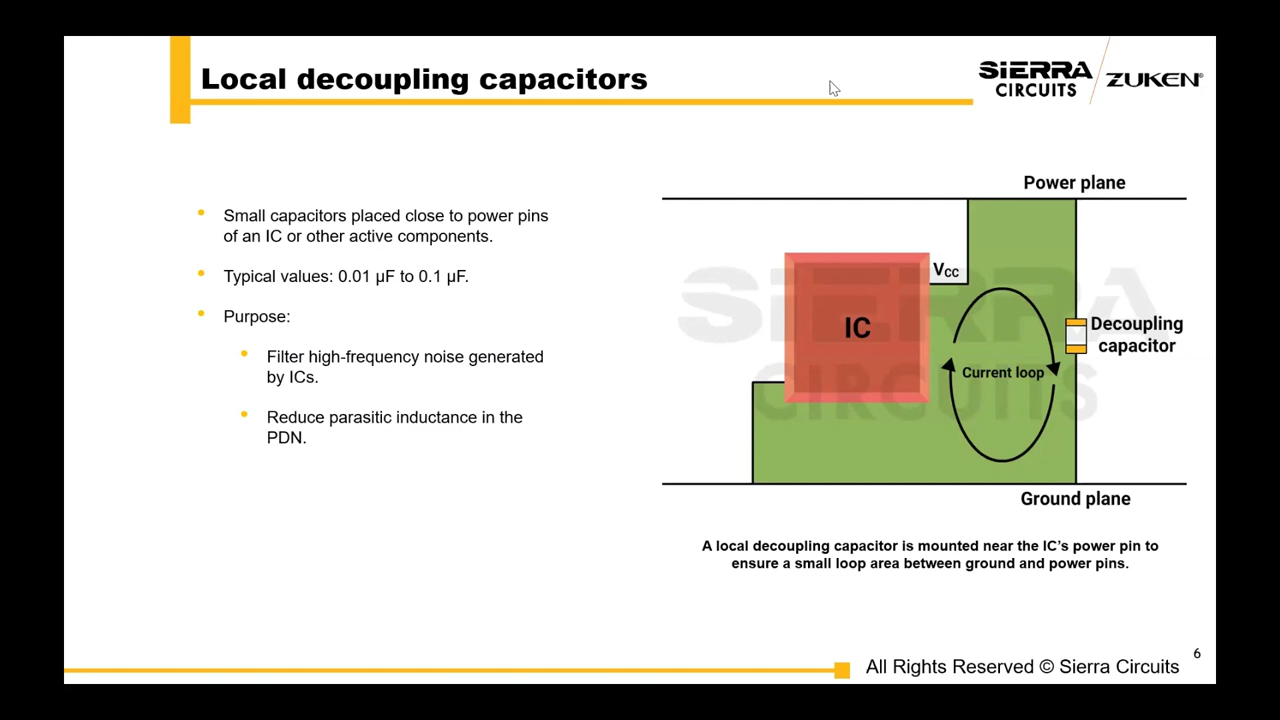 Local decoupling capacitors
SiERRA
CIRCUITS
ZUKEN®
• Small capacitors placed close to power pins
of an IC or other active components.
• Typical values: 0.01 µF to 0.1 µF.
• Purpose:
• Filter high-frequency noise generated
by ICs.
• Reduce parasitic inductance in the
PDN.
Power plane
SiERRA
CIRCUITS
VCC
IC
Decoupling
capacitor
Current loop
Ground plane
A local decoupling capacitor is mounted near the IC's power pin to
ensure a small loop area between ground and power pins.
6
All Rights Reserved © Sierra Circuits